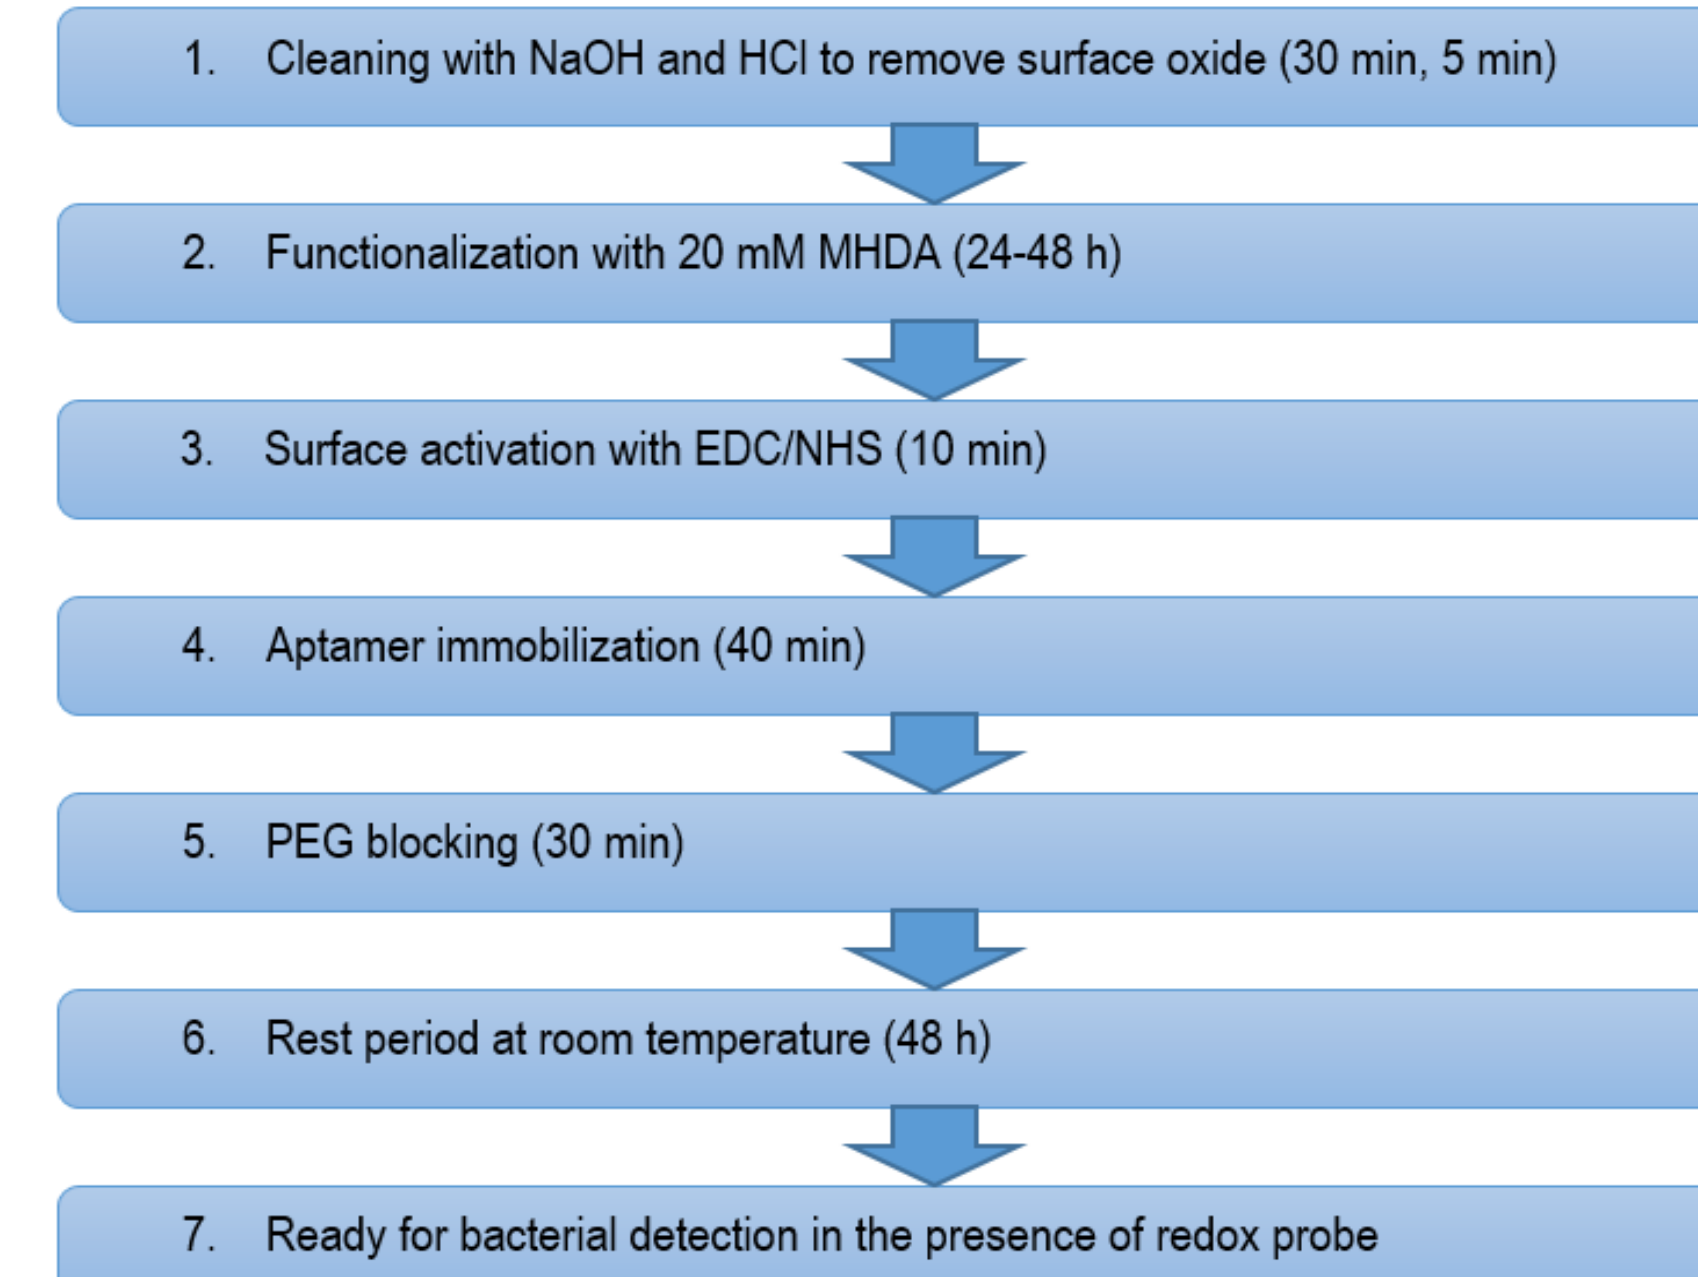 1. Cleaning with NaOH and HCl to remove surface oxide (30 min, 5 min)
2. Functionalization with 20 mM MHDA (24-48 h)
3. Surface activation with EDC/NHS (10 min)
4. Aptamer immobilization (40 min)
5. PEG blocking (30 min)
6. Rest period at room temperature (48 h)
7. Ready for bacterial detection in the presence of redox probe